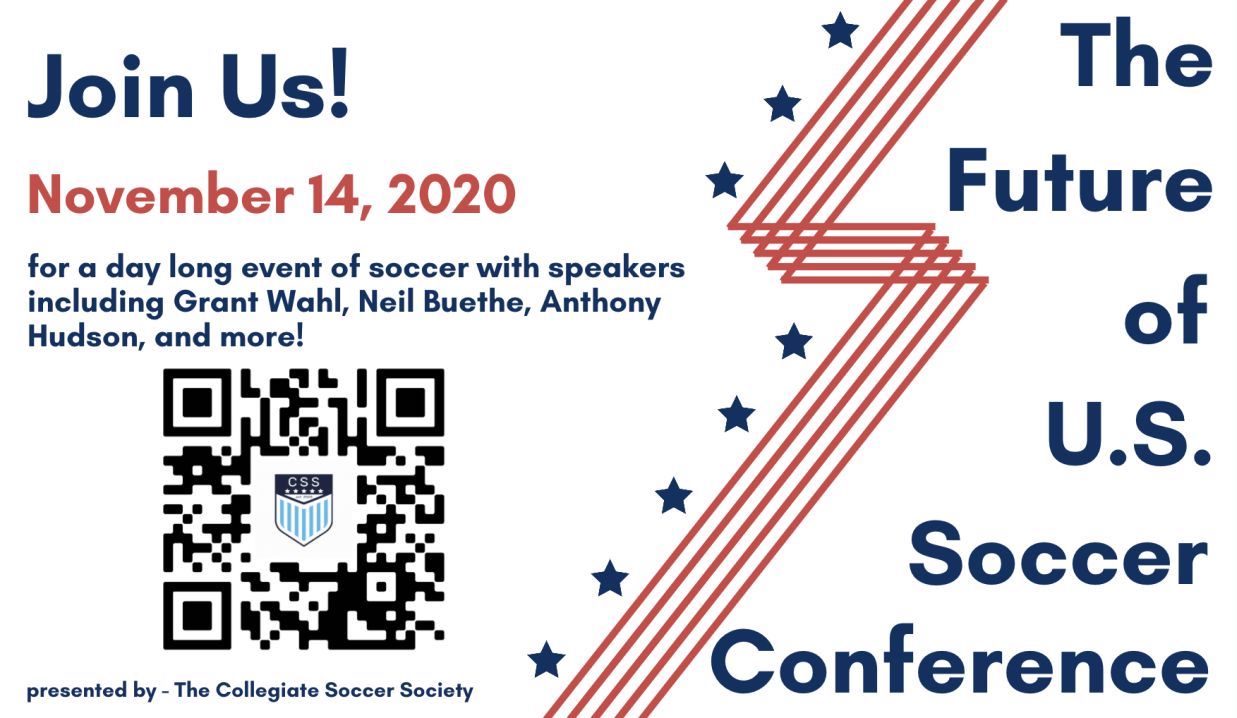 Join Us!
November 14, 2020
for a day long event of soccer with speakers
including Grant Wahl, Neil Buethe, Anthony
Hudson, and more!
CSS
presented by - The Collegiate Soccer Society
The
Future
of
U.S.
Soccer
Conference